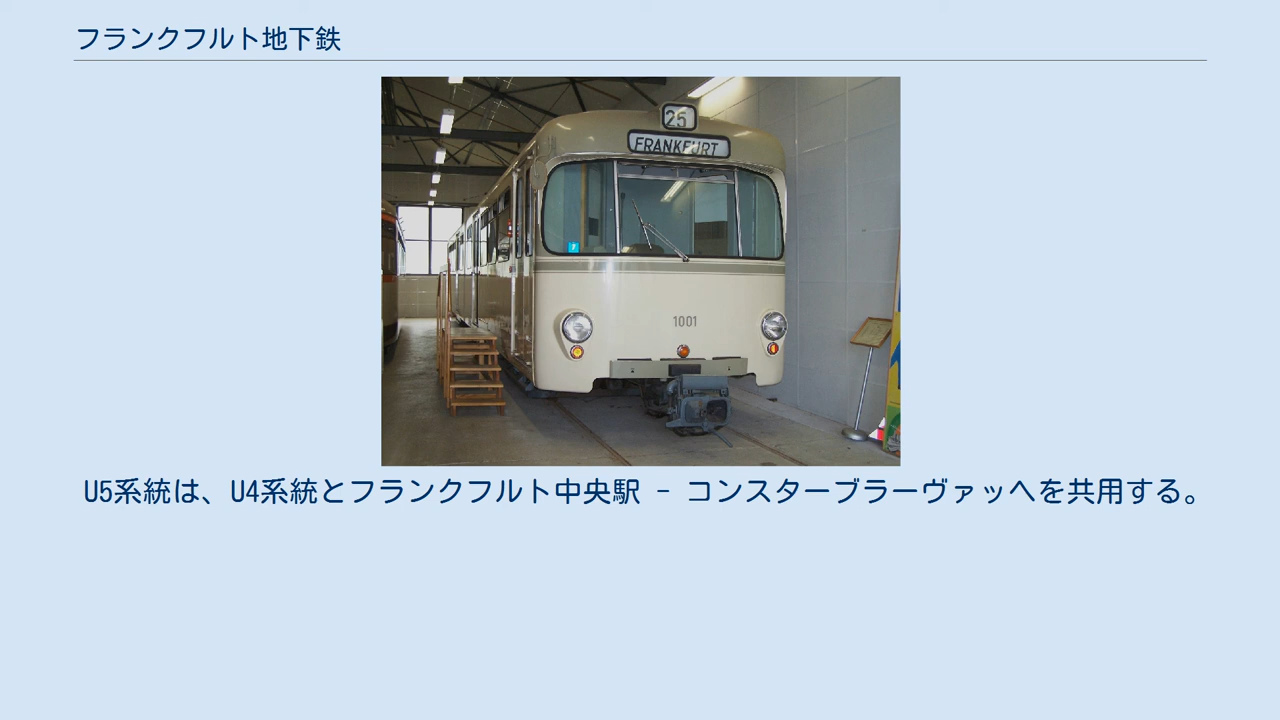 フランクフルト地下鉄
25
FRANKFURT
1001
U5系統は、U4系統とフランクフルト中央駅 - コンスターブラーヴァッヘを共用する。